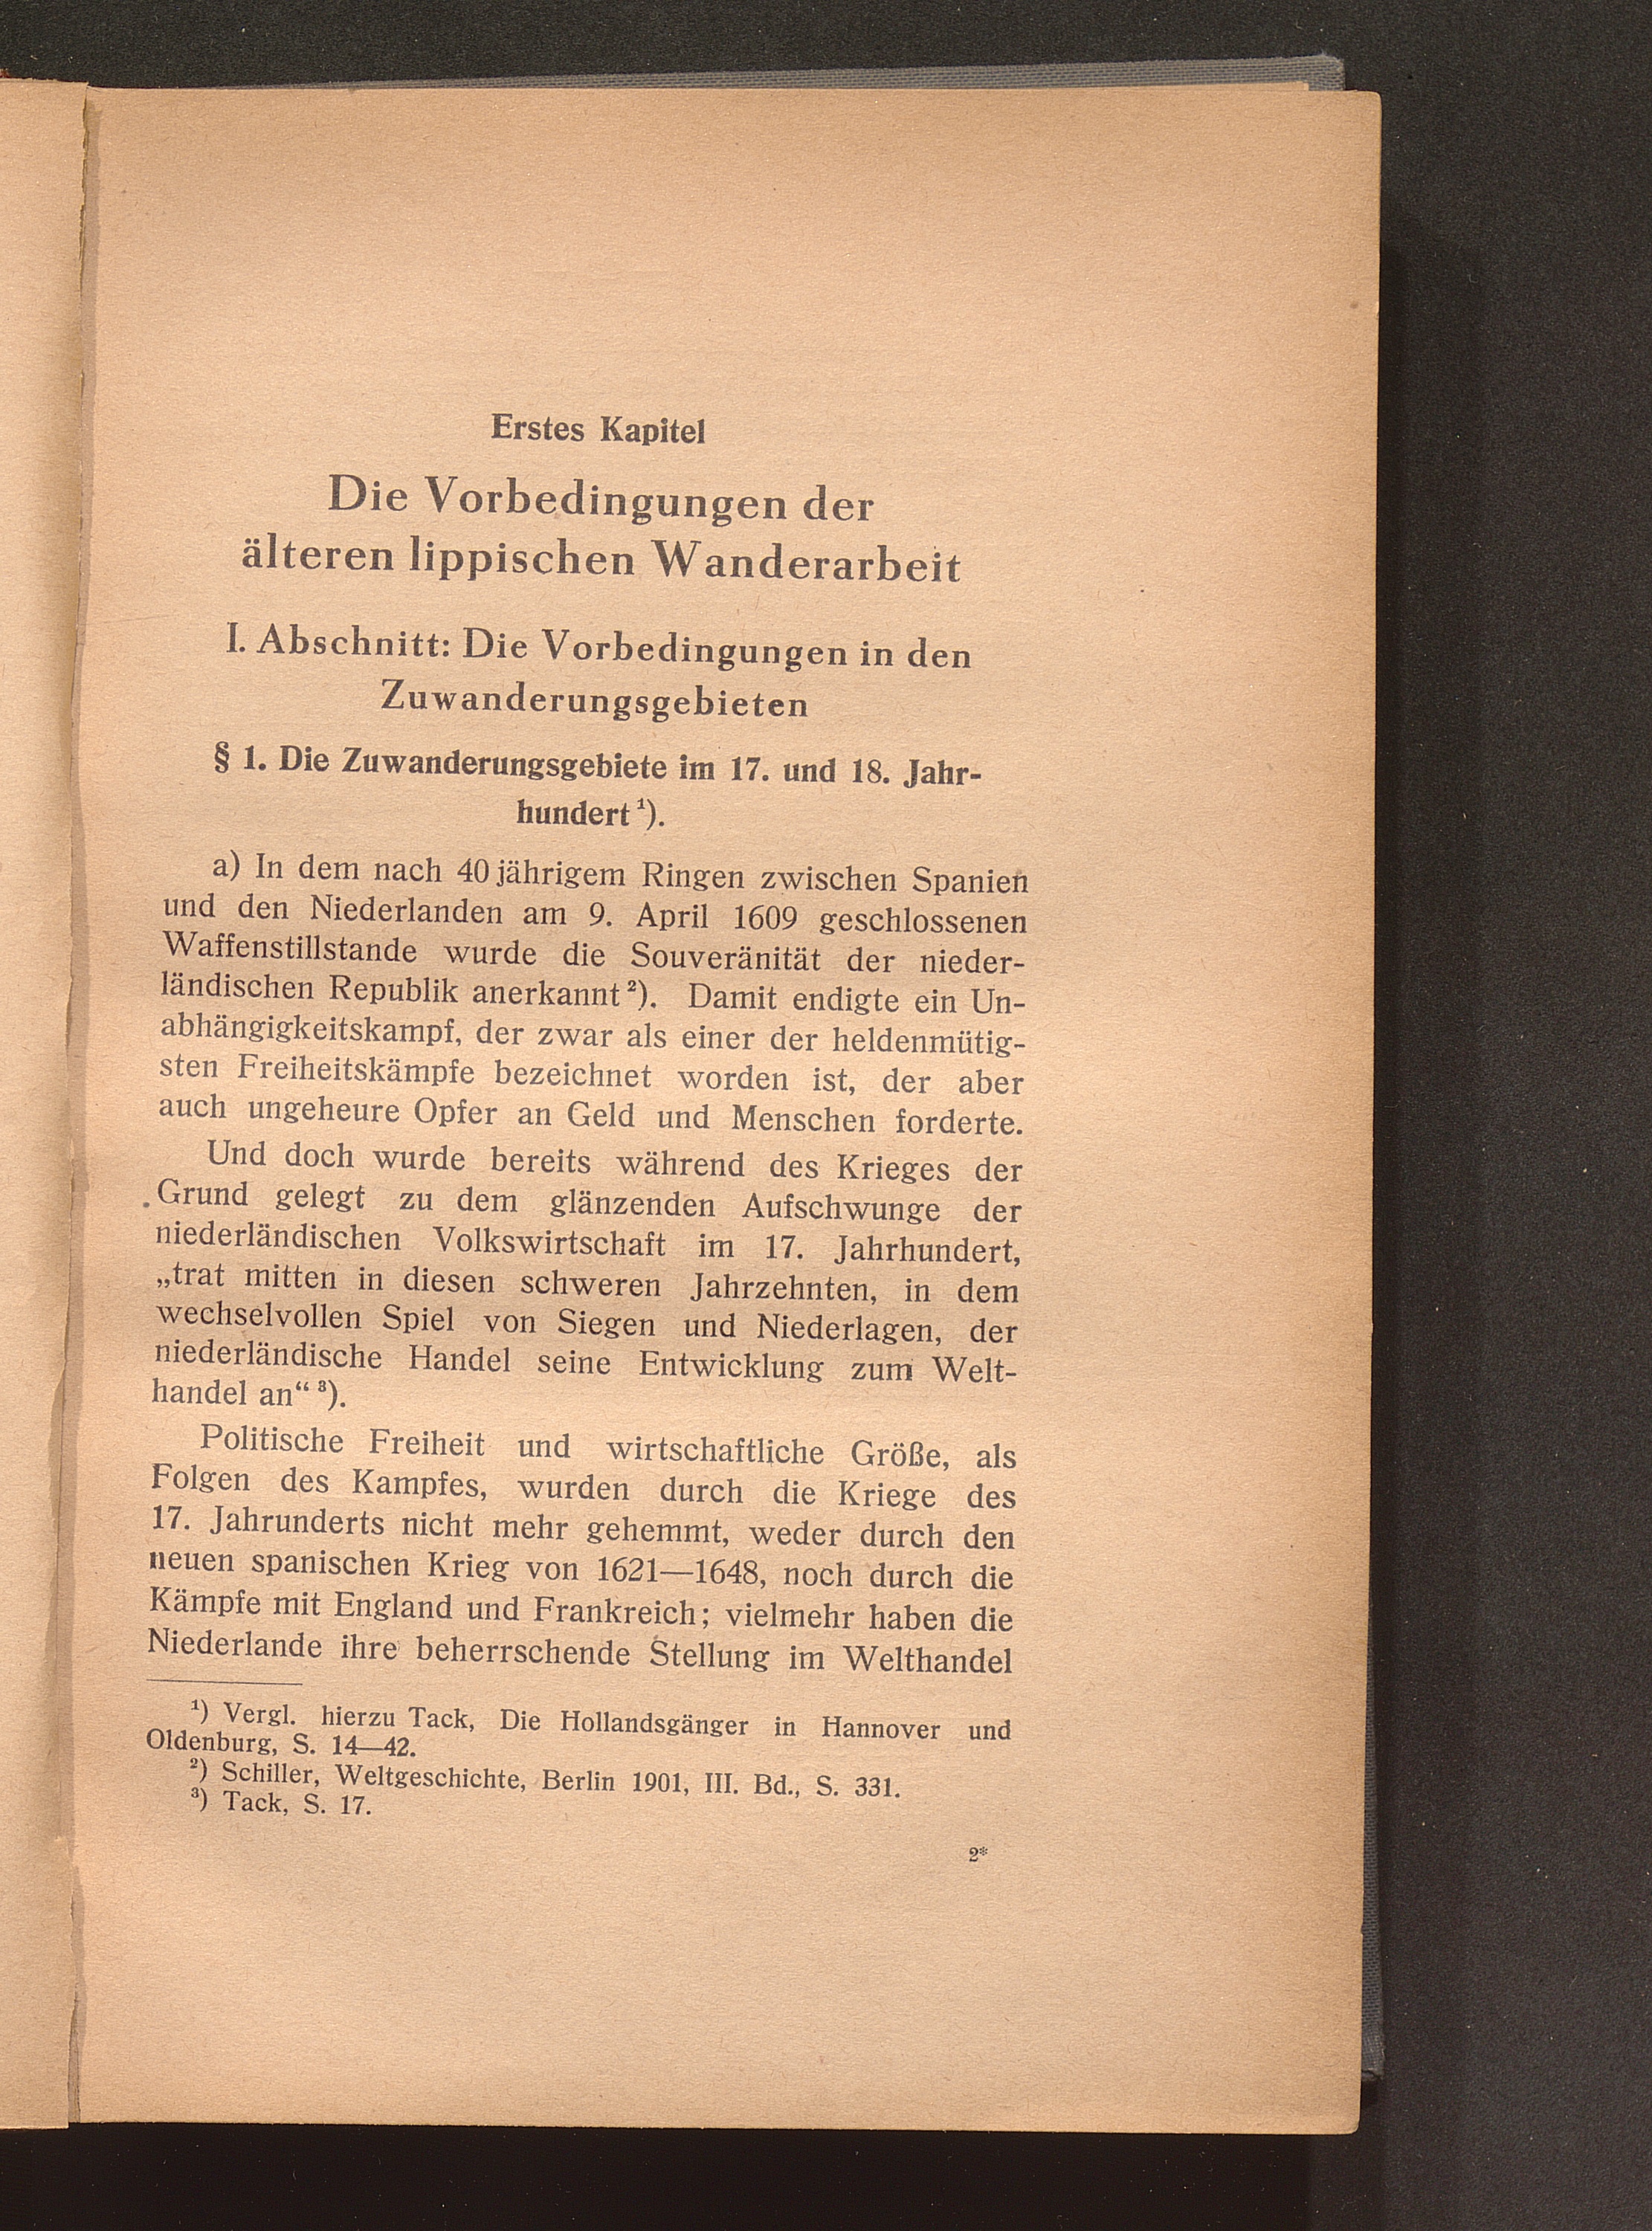 Erstes Kapitel
Die Vorbedingungen der
älteren lippischen Wanderarbeit
I. Abschnitt: Die Vorbedingungen in den
Zuwanderungsgebieten
§ 1. Die Zuwanderungsgebiete im 17. und 18. Jahr-
hundert ¹).
a) In dem nach 40 jährigem Ringen zwischen Spanien
und den Niederlanden am 9. April 1609 geschlossenen
Waffenstillstande wurde die Souveränität der nieder-
ländischen Republik anerkannt ²). Damit endigte ein Un-
abhängigkeitskampf, der zwar als einer der heldenmütig-
sten Freiheitskämpfe bezeichnet worden ist, der aber
auch ungeheure Opfer an Geld und Menschen forderte.
Und doch wurde bereits während des Krieges der
Grund gelegt zu dem glänzenden Aufschwunge der
niederländischen Volkswirtschaft im 17. Jahrhundert,
„trat mitten in diesen schweren Jahrzehnten, in dem
wechselvollen Spiel von Siegen und Niederlagen, der
niederländische Handel seine Entwicklung zum Welt-
handel an“ ³).
Politische Freiheit und wirtschaftliche Größe, als
Folgen des Kampfes, wurden durch die Kriege des
17. Jahrunderts nicht mehr gehemmt, weder durch den
neuen spanischen Krieg von 1621—1648, noch durch die
Kämpfe mit England und Frankreich; vielmehr haben die
Niederlande ihre beherrschende Stellung im Welthandel
¹) Vergl. hierzu Tack, Die Hollandsgänger in Hannover und
Oldenburg, S. 14—42.
²) Schiller, Weltgeschichte, Berlin 1901, III. Bd., S. 331.
³) Tack, S. 17.
2*